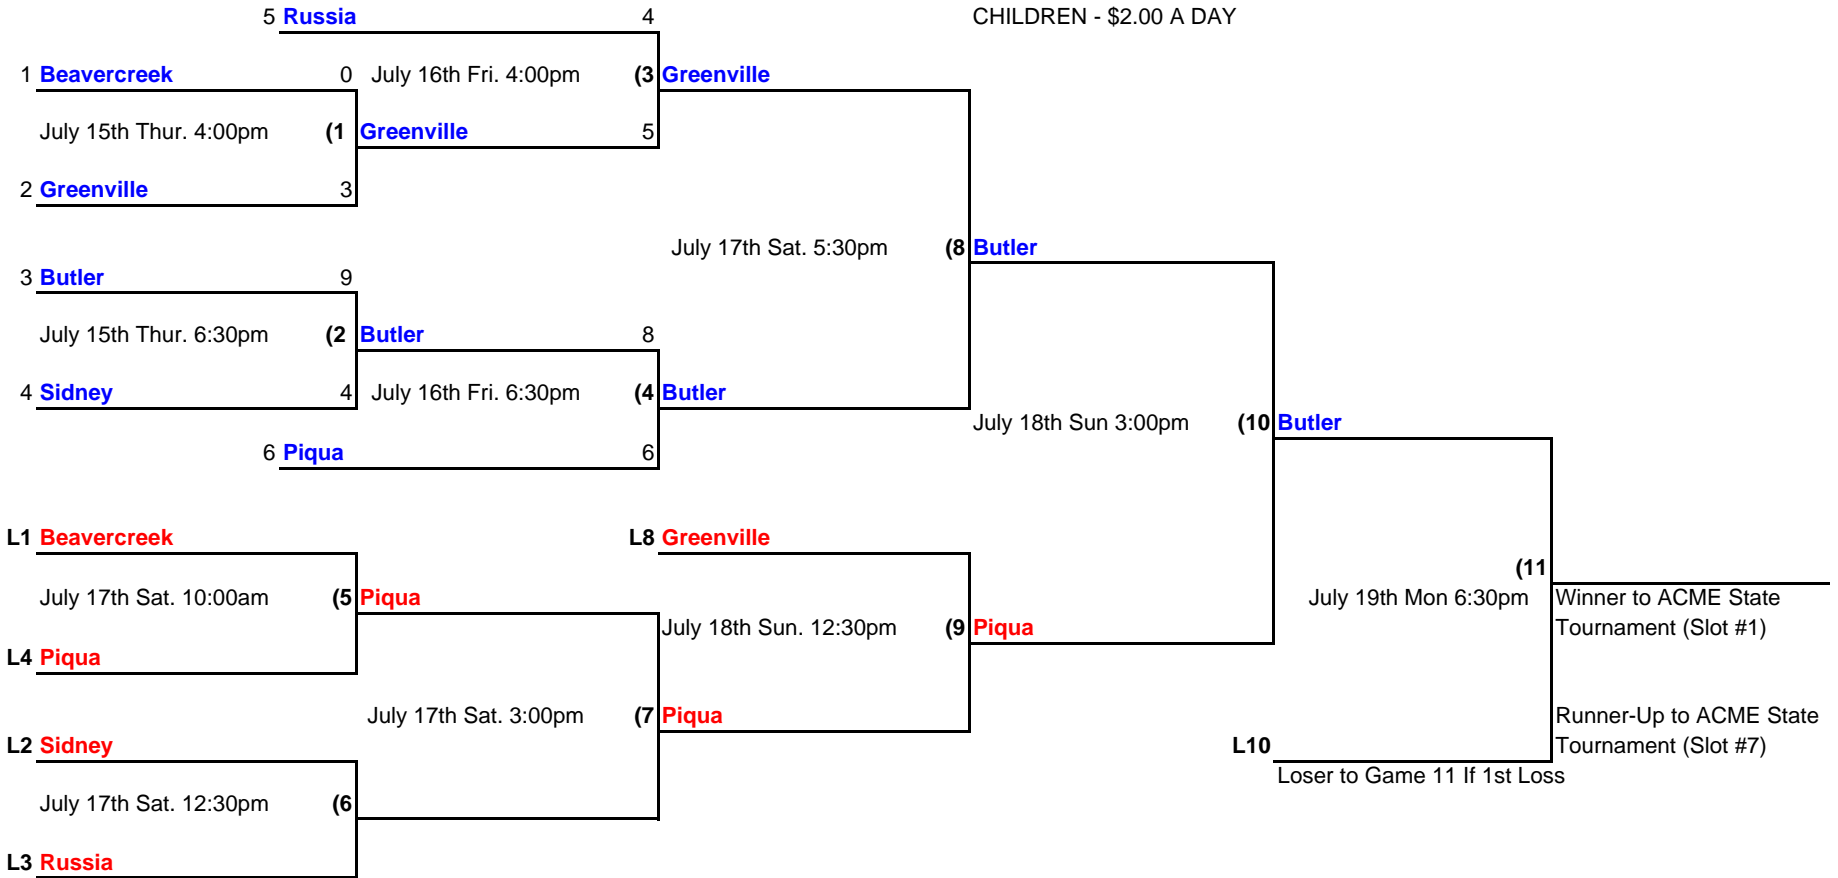 5 Russia 4 CHILDREN - $2.00 A DAY
1 Beavercreek 0 July 16th Fri. 4:00pm (3 Greenville
July 15th Thur. 4:00pm (1 Greenville 5
2 Greenville 3
July 17th Sat. 5:30pm (8 Butler
3 Butler 9
July 15th Thur. 6:30pm (2 Butler 8
4 Sidney 4 July 16th Fri. 6:30pm (4 Butler
July 18th Sun 3:00pm (10 Butler
6 Piqua 6
L1 Beavercreek L8 Greenville
(11
July 17th Sat. 10:00am (5 Piqua July 19th Mon 6:30pm Winner to ACME State
July 18th Sun. 12:30pm (9 Piqua Tournament (Slot #1)
L4 Piqua
July 17th Sat. 3:00pm (7 Piqua Runner-Up to ACME State
L2 Sidney L10 Tournament (Slot #7)
Loser to Game 11 If 1st Loss
July 17th Sat. 12:30pm (6
L3 Russia